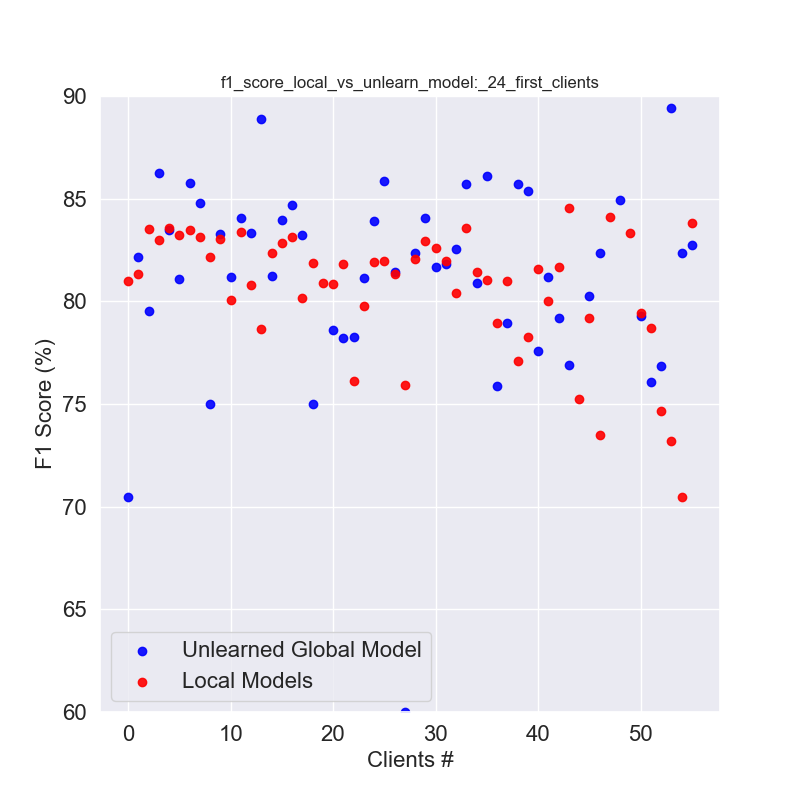 f1_score_local_vs_unlearn_model:_24_first_clients
90
85
80
75
70
65
60
F1 Score (%)
Unlearned Global Model
Local Models
0 10 20 30 40 50
Clients #